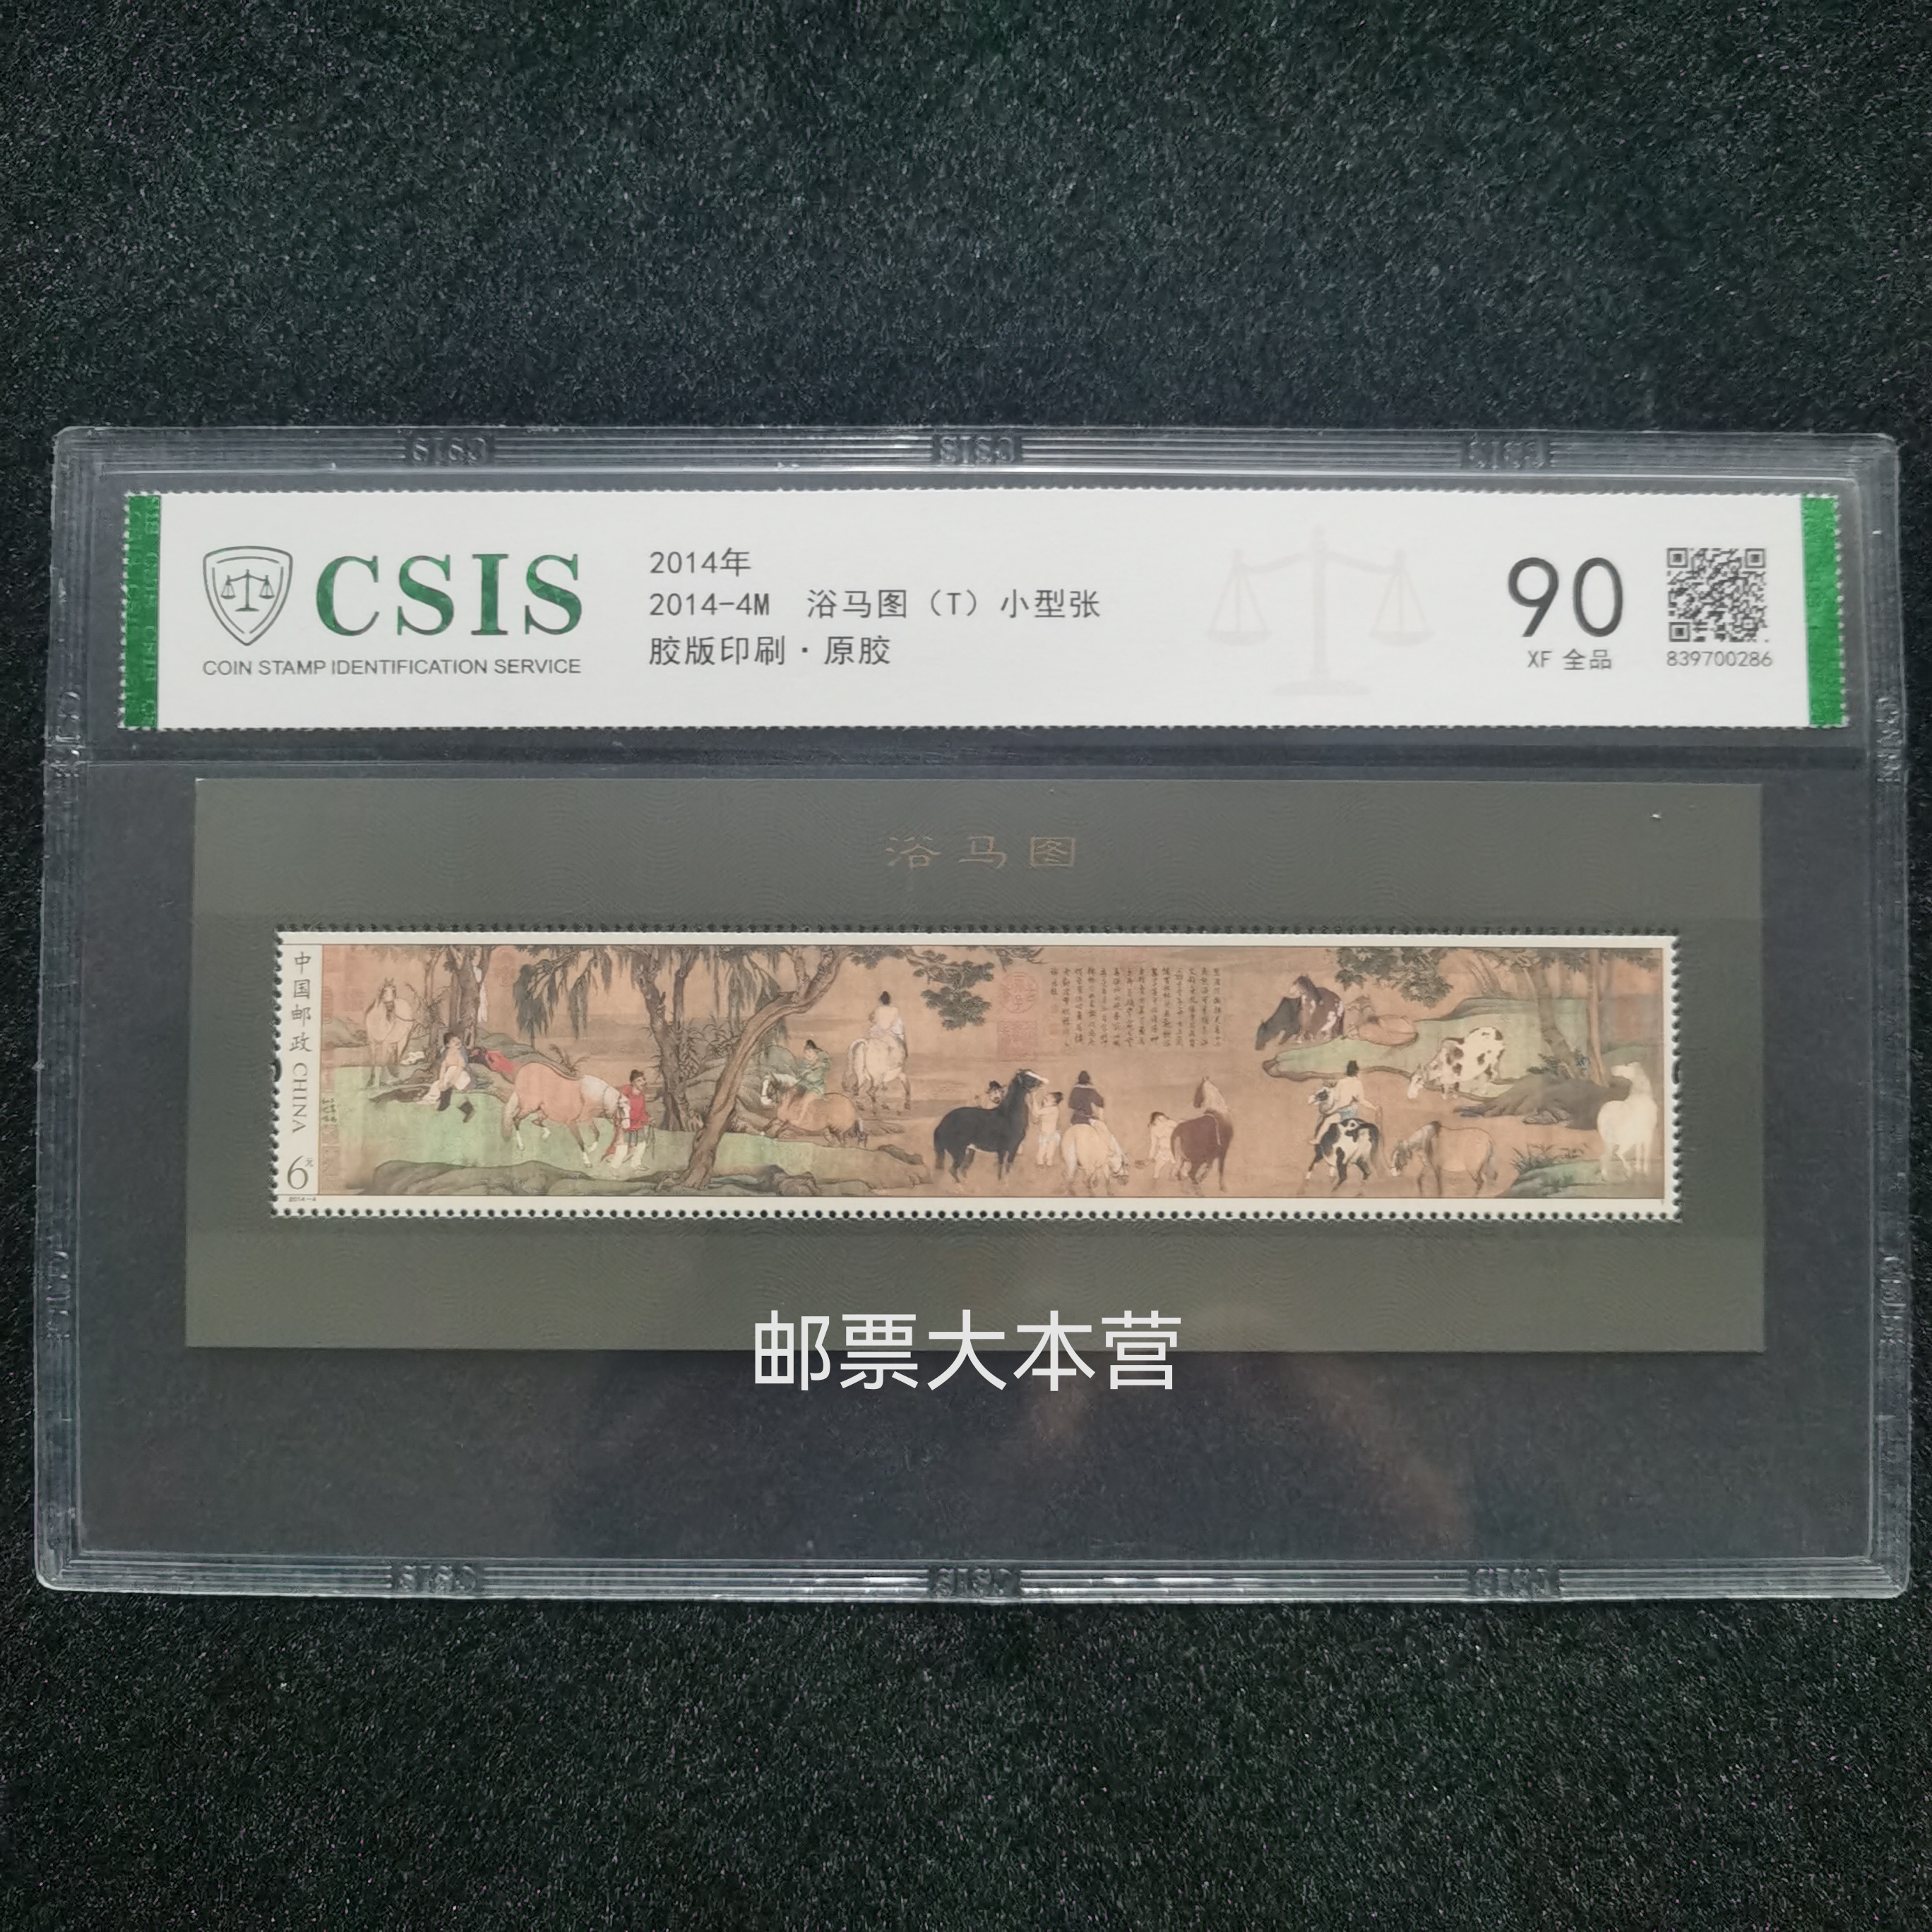 CSIS
COIN STAMP IDENTIFICATION SERVICE
2014年
2014-4M 浴马图（T）小型张
胶版印刷·原胶
90
XF 全品
839700286
浴马图
中国邮政 CHINA
6元
2014-4
邮票大本营